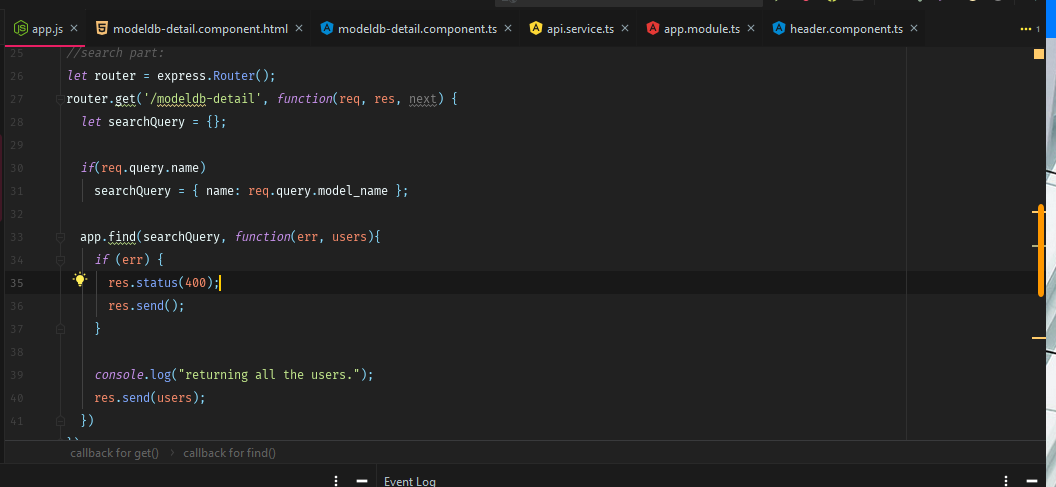 app.js
modeldb-detail.component.html
modeldb-detail.component.ts
api.service.ts
app.module.ts
header.component.ts
1
25 //search part:
26 let router = express.Router();
27 router.get('/modeldb-detail', function(req, res, next) {
28 let searchQuery = {};
29
30 if(req.query.name)
31 searchQuery = { name: req.query.model_name };
32
33 app.find(searchQuery, function(err, users){
34 if (err) {
35 res.status(400);
36 res.send();
37 }
38
39 console.log("returning all the users.");
40 res.send(users);
41 })
})
callback for get() › callback for find()
Event Log